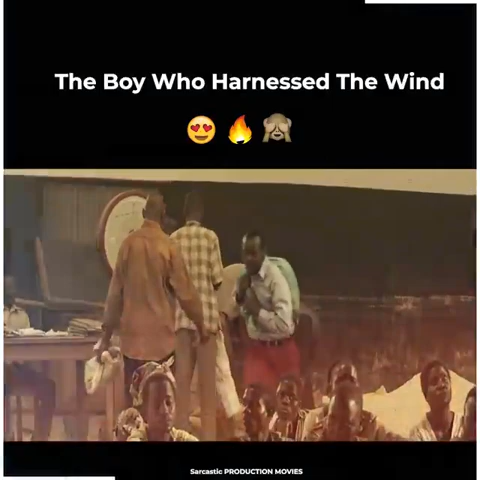 The Boy Who Harnessed The Wind
Sarcastic PRODUCTION MOVIES